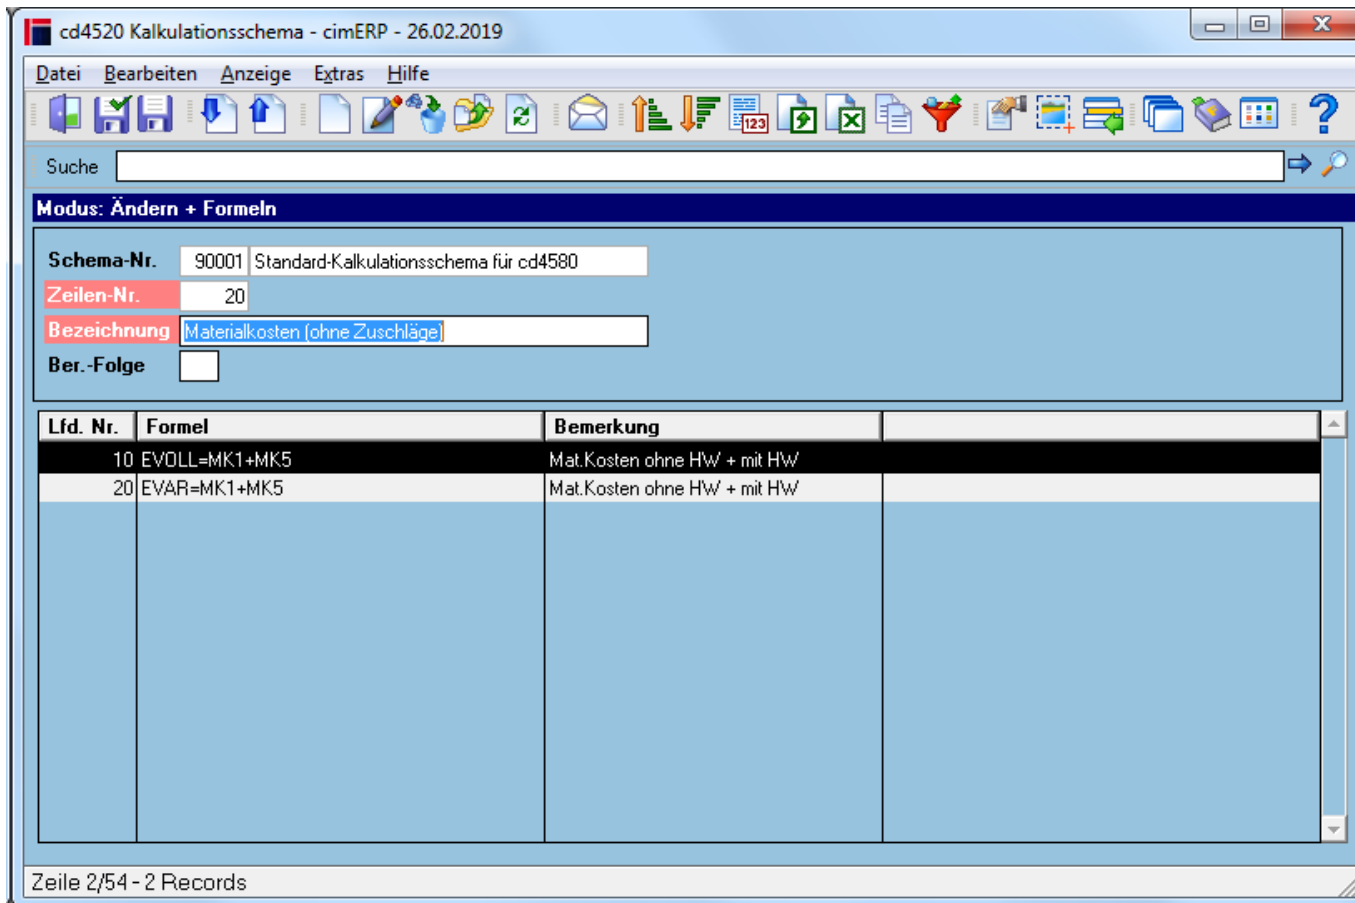 cd4520 Kalkulationsschema - cimERP - 26.02.2019
Datei Bearbeiten Anzeige Extras Hilfe
123
Suche
Modus: Ändern + Formeln
Schema-Nr. 90001 Standard-Kalkulationsschema für cd4580
Zeilen-Nr. 20
Bezeichnung Materialkosten (ohne Zuschläge)
Ber.-Folge
Lfd. Nr. Formel Bemerkung
10 EVOLL=MK1+MK5 Mat.Kosten ohne HW + mit HW
20 EVAR=MK1+MK5 Mat.Kosten ohne HW + mit HW
Zeile 2/54 - 2 Records